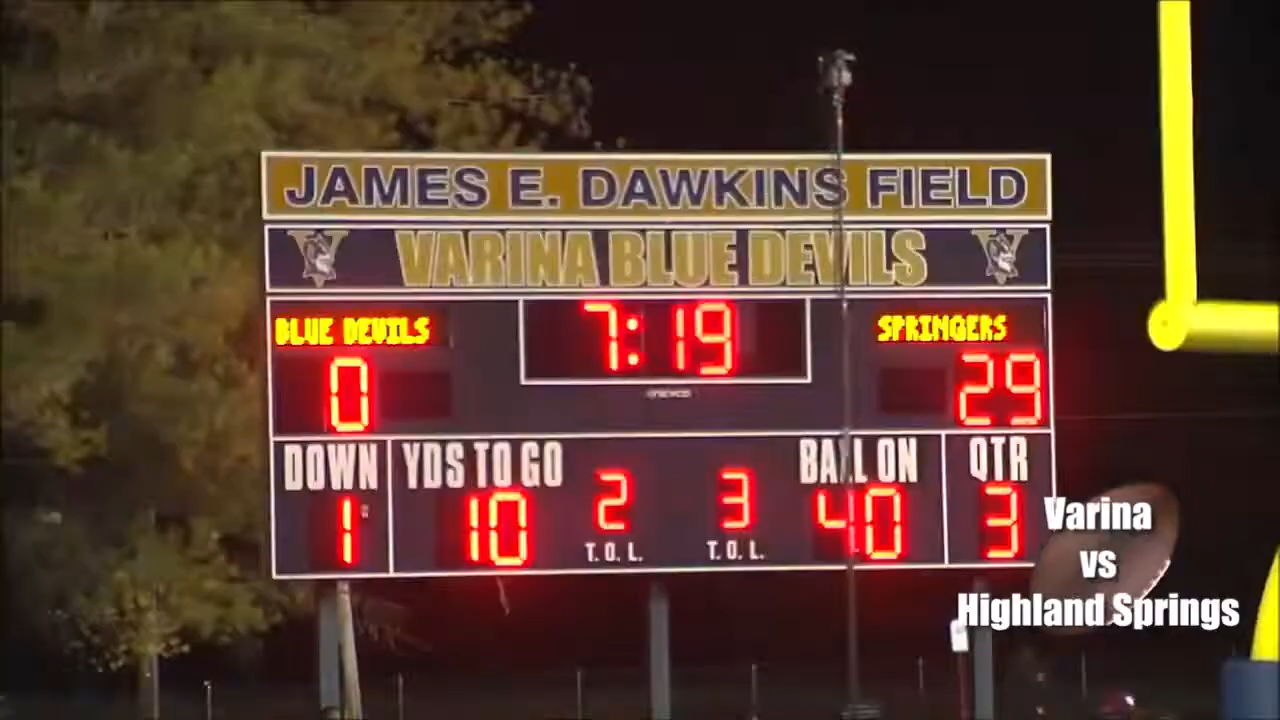 JAMES E. DAWKINS FIELD
VARINA BLUE DEVILS
BLUE DEVILS 7:19 SPRINGERS
0 29
DOWN YDS TO GO BALL ON QTR
1 10 2 3 40 3
T. O. L. T. O. L.
Varina
vs
Highland Springs